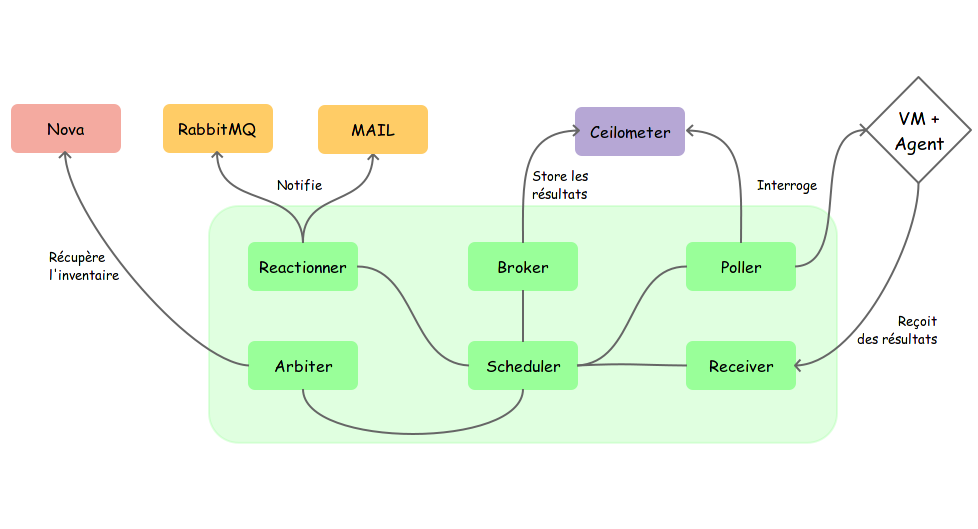 Nova
RabbitMQ
MAIL
Ceilometer
VM +
Agent
Notifie
Store les
résultats
Interroge
Récupère
l'inventaire
Reactionner
Broker
Poller
Reçoit
des résultats
Arbiter
Scheduler
Receiver